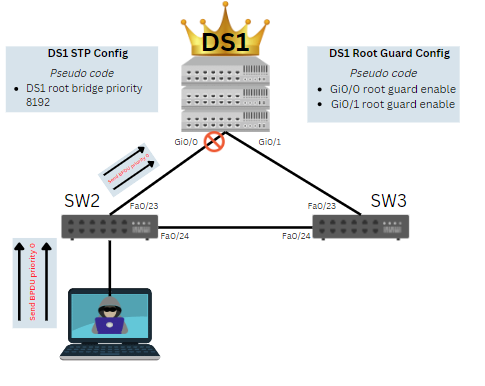 DS1
DS1 STP Config
Pseudo code
DS1 root bridge priority
8192
DS1 Root Guard Config
Pseudo code
Gi0/0 root guard enable
Gi0/1 root guard enable
Gi0/0
Gi0/1
Send BPDU priority 0
SW2
Fa0/23
Fa0/24
Fa0/23
SW3
Fa0/24
Send BPDU priority 0